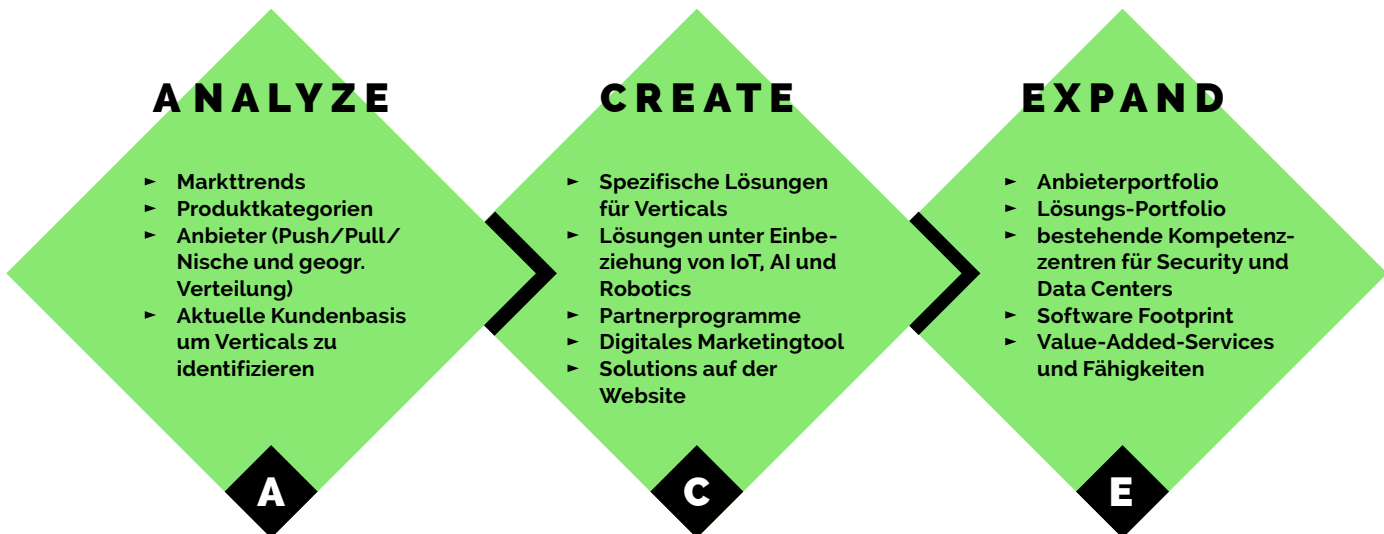 ANALYZE
► Markttrends
► Produktkategorien
► Anbieter (Push/Pull/
Nische und geogr.
Verteilung)
► Aktuelle Kundenbasis
um Verticals zu
identifizieren
A
CREATE
► Spezifische Lösungen
für Verticals
► Lösungen unter Einbe-
ziehung von IoT, AI und
Robotics
► Partnerprogramme
► Digitales Marketingtool
► Solutions auf der
Website
C
EXPAND
► Anbieterportfolio
► Lösungs-Portfolio
► bestehende Kompetenz-
zentren für Security und
Data Centers
► Software Footprint
► Value-Added-Services
und Fähigkeiten
E